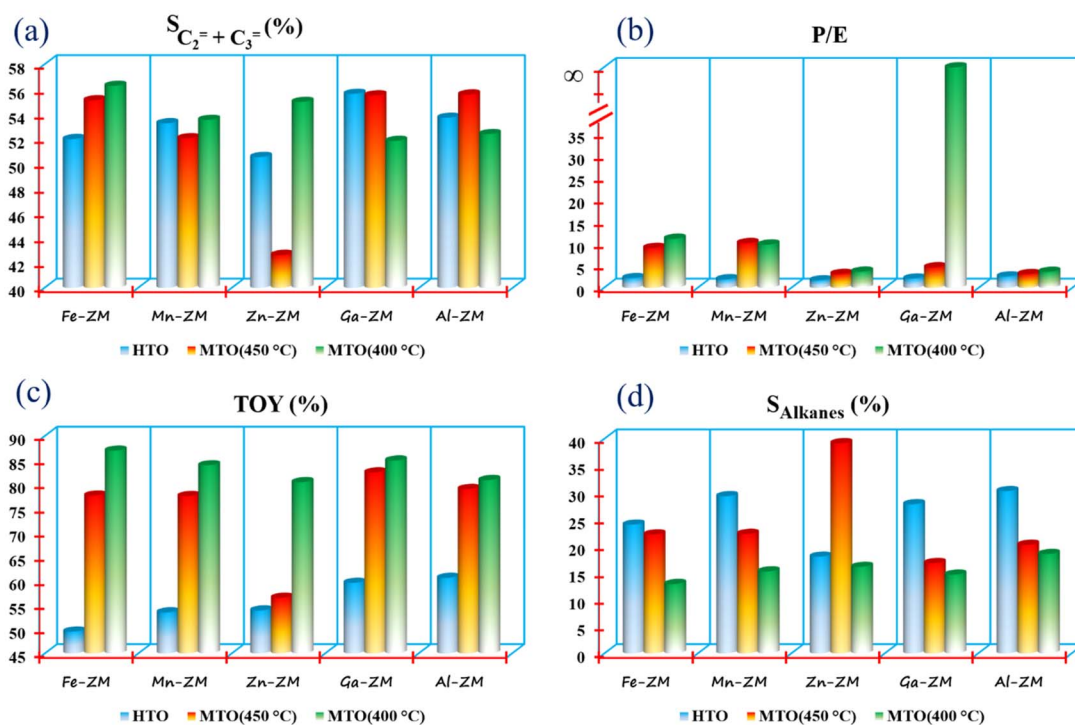 (a)
S C₂⁼ + C₃⁼ (%)
58
56
54
52
50
48
46
44
42
40
Fe-ZM Mn-ZM Zn-ZM Ga-ZM Al-ZM
HTO MTO(450 °C) MTO(400 °C)
(b)
P/E
∞
35
30
25
20
15
10
5
0
Fe-ZM Mn-ZM Zn-ZM Ga-ZM Al-ZM
HTO MTO(450 °C) MTO(400 °C)
(c)
TOY (%)
90
85
80
75
70
65
60
55
50
45
Fe-ZM Mn-ZM Zn-ZM Ga-ZM Al-ZM
HTO MTO(450 °C) MTO(400 °C)
(d)
S Alkanes (%)
40
35
30
25
20
15
10
5
0
Fe-ZM Mn-ZM Zn-ZM Ga-ZM Al-ZM
HTO MTO(450 °C) MTO(400 °C)